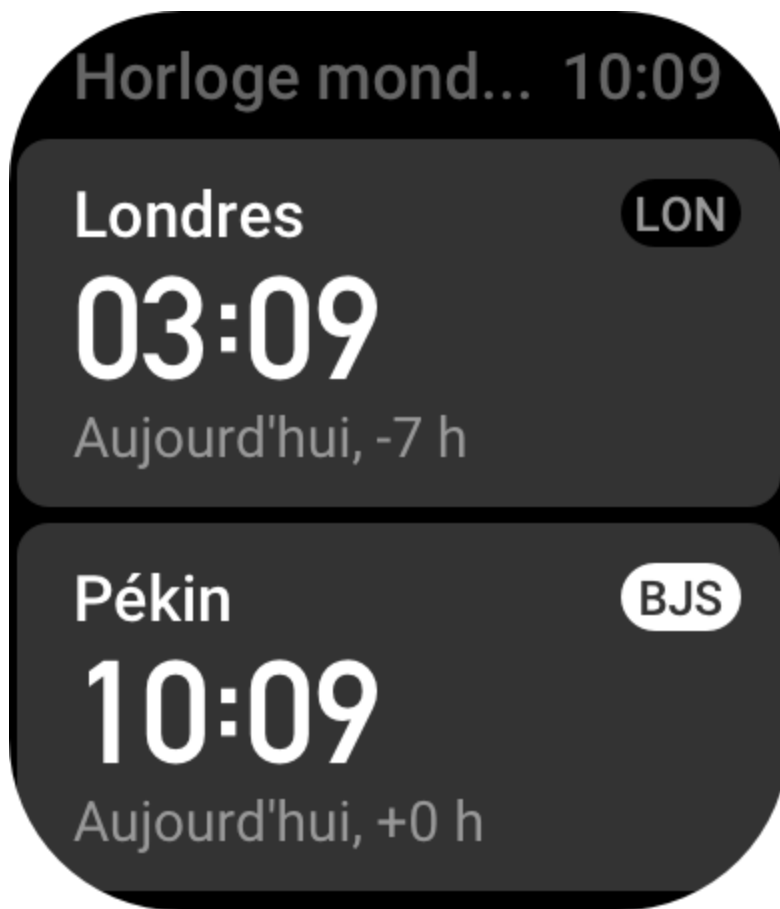 Horloge mond... 10:09
Londres LON
03:09
Aujourd'hui, -7 h
Pékin BJS
10:09
Aujourd'hui, +0 h